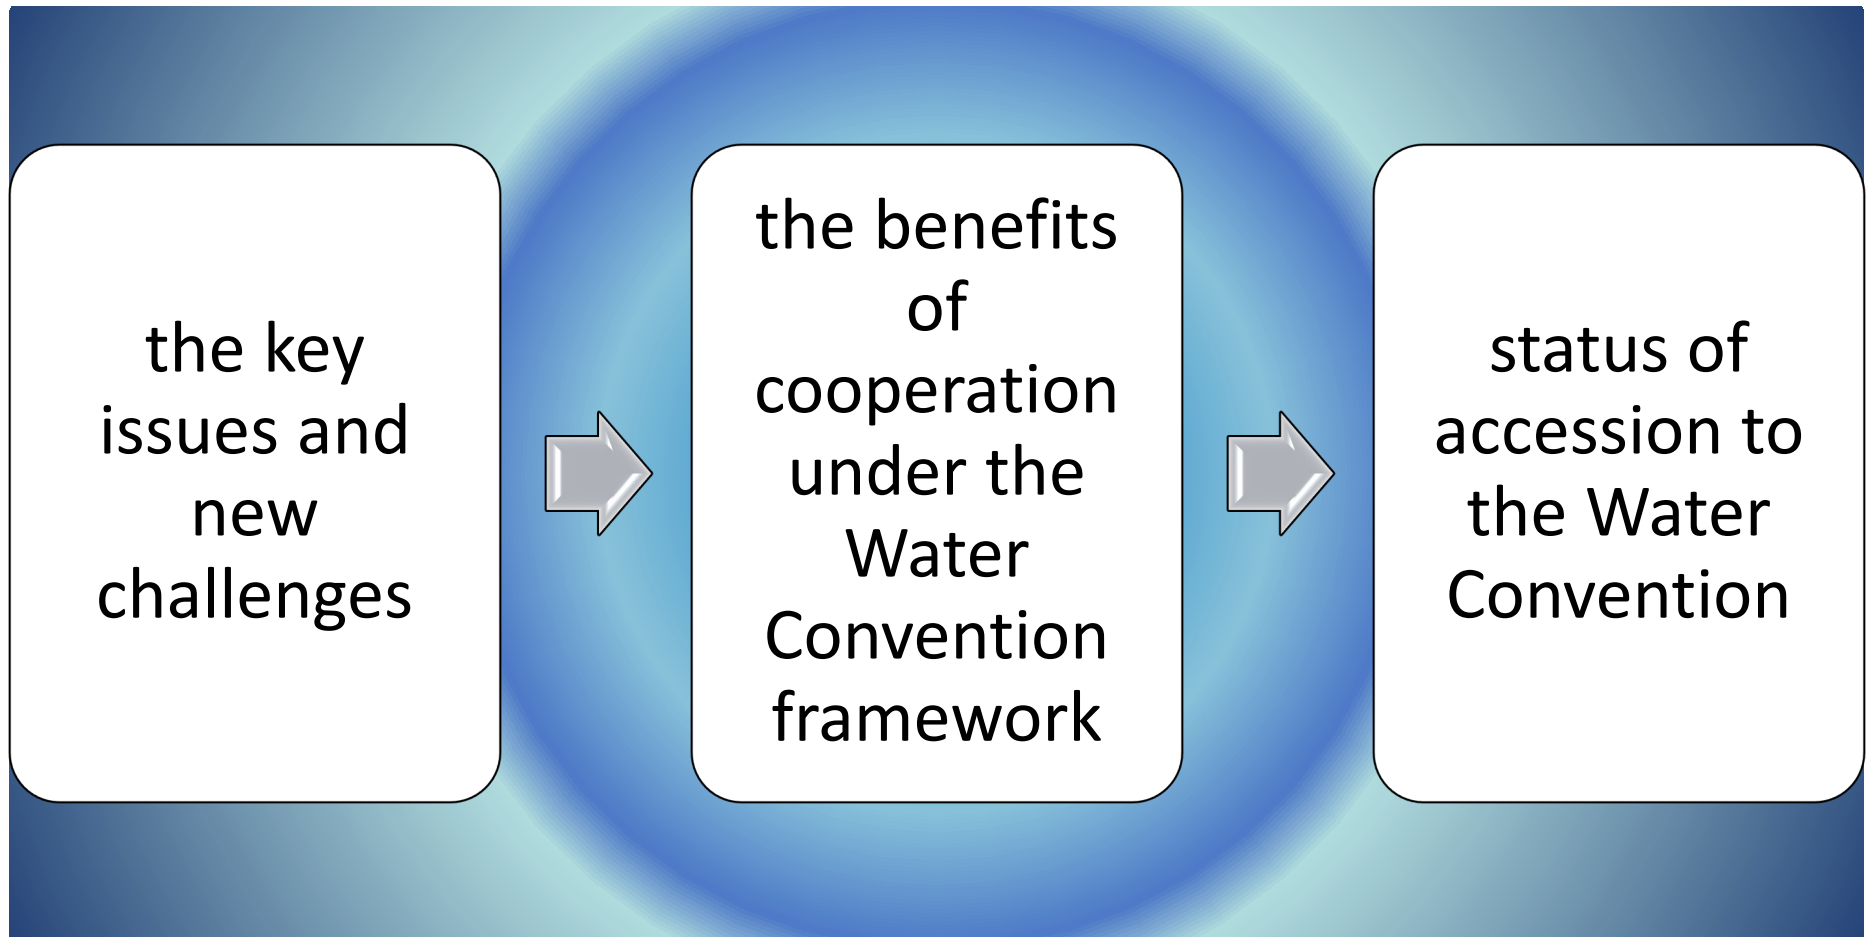 the key
issues and
new
challenges
the benefits
of
cooperation
under the
Water
Convention
framework
status of
accession to
the Water
Convention